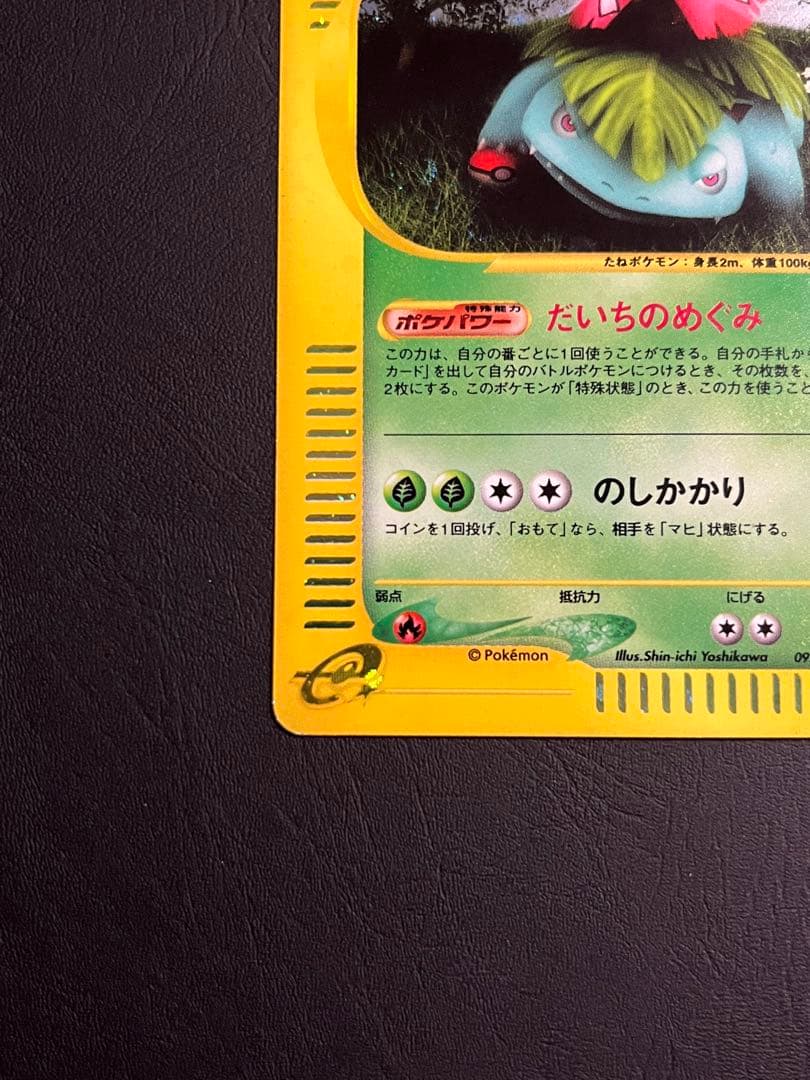 たねポケモン：身長2m、体重100kg
特殊能力
ポケパワー だいちのめぐみ
この力は、自分の番ごとに1回使うことができる。自分の手札から
カード」を出して自分のバトルポケモンにつけるとき、その枚数を、
2枚にする。このポケモンが「特殊状態」のとき、この力を使うこと
のしかかり
コインを1回投げ、「おもて」なら、相手を「マヒ」状態にする。
弱点 抵抗力 にげる
© Pokémon Illus.Shin-ichi Yoshikawa 09
e